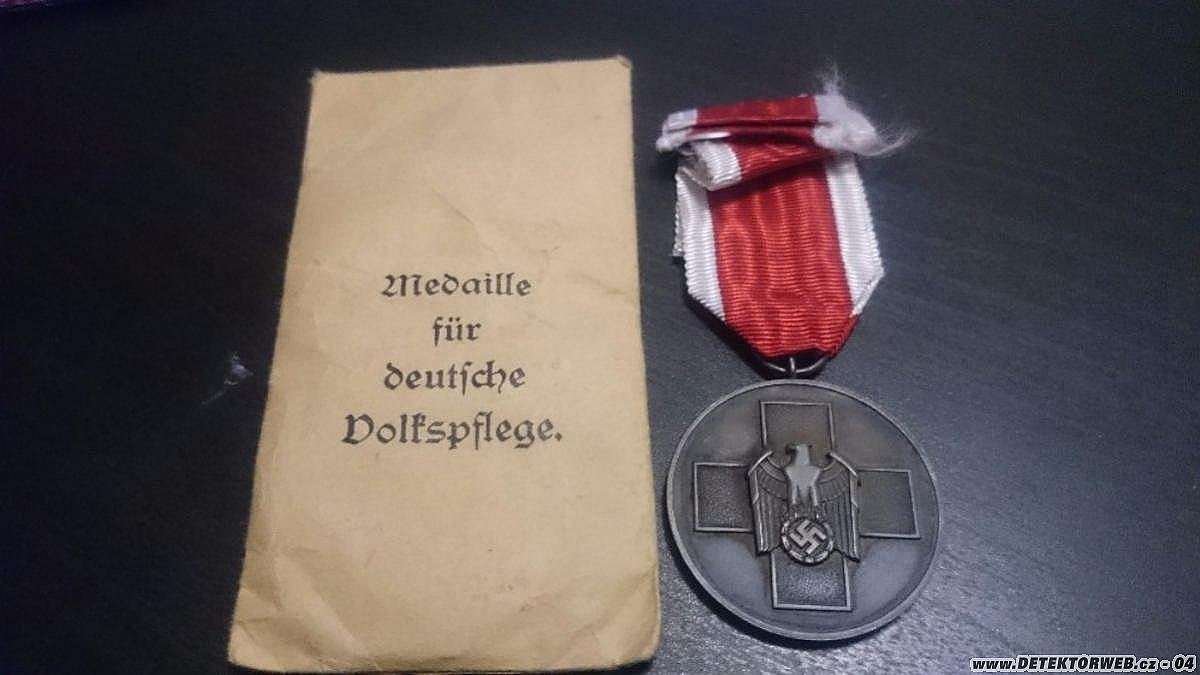 Medaille
für
deutſche
Volkspflege.
www.DETEKTORWEB.cz - 04